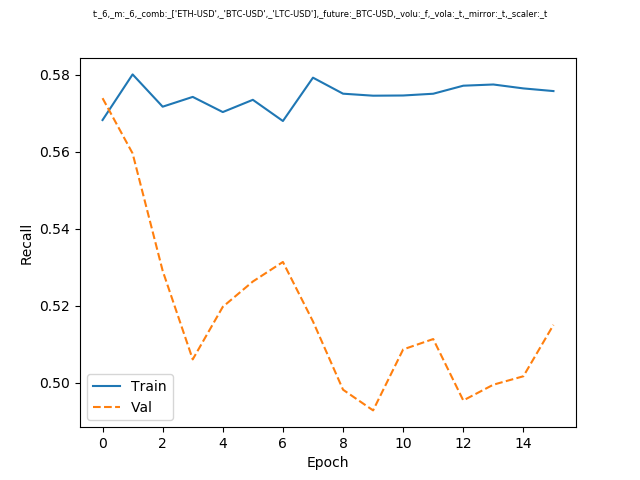 t:_6,_m:_6,_comb:_['ETH-USD',_'BTC-USD',_'LTC-USD'],_future:_BTC-USD,_volu:_f,_vola:_t,_mirror:_t,_scaler:_t
0.58
0.56
0.54
0.52
0.50
Recall
Train
Val
0 2 4 6 8 10 12 14
Epoch